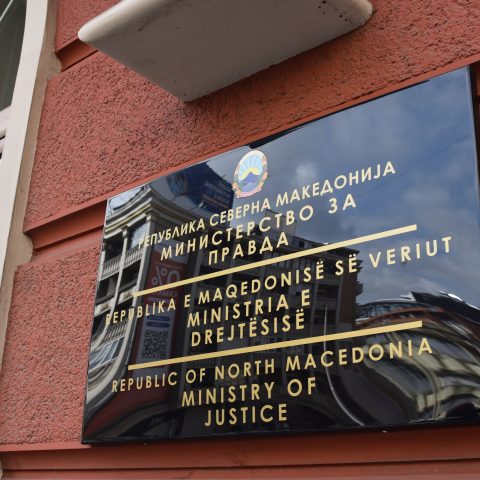 РЕПУБЛИКА СЕВЕРНА МАКЕДОНИЈА
МИНИСТЕРСТВО ЗА
ПРАВДА
REPUBLIKA E MAQEDONISË SË VERIUT
MINISTRIA E
DREJTËSISË
REPUBLIC OF NORTH MACEDONIA
MINISTRY OF
JUSTICE